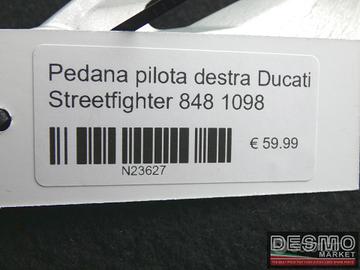 Pedana pilota destra Ducati
Streetfighter 848 1098
€ 59.99
N23627
DESMO
MARKET